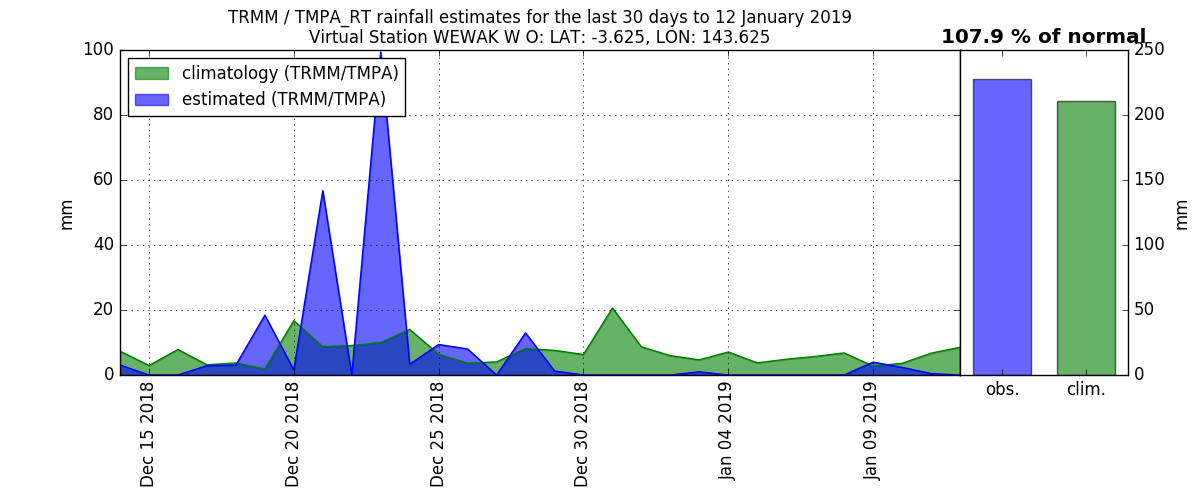 TRMM / TMPA_RT rainfall estimates for the last 30 days to 12 January 2019
Virtual Station WEWAK W O: LAT: -3.625, LON: 143.625
107.9 % of normal
climatology (TRMM/TMPA)
estimated (TRMM/TMPA)
100
80
60
40
20
0
mm
Dec 15 2018
Dec 20 2018
Dec 25 2018
Dec 30 2018
Jan 04 2019
Jan 09 2019
250
200
150
100
50
0
mm
obs.
clim.